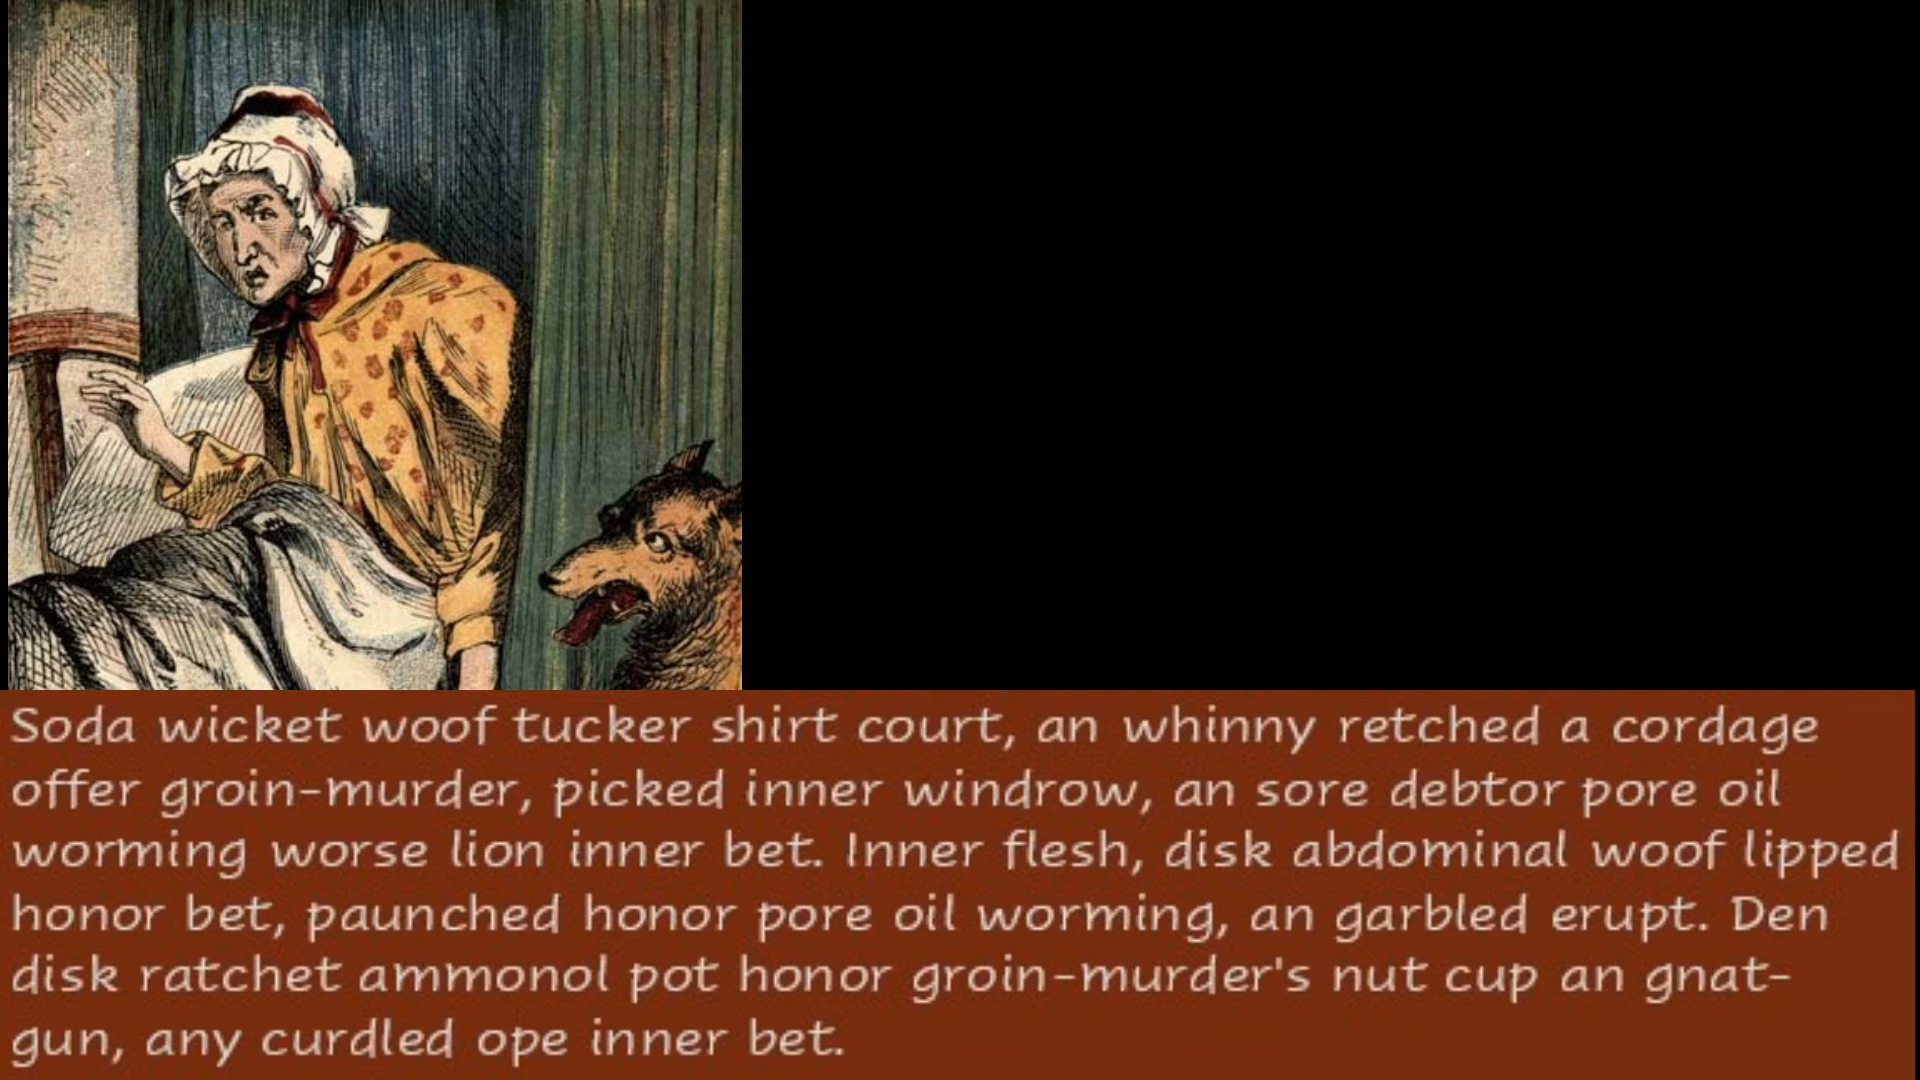 Soda wicket woof tucker shirt court, an whinny retched a cordage
offer groin-murder, picked inner windrow, an sore debtor pore oil
worming worse lion inner bet. Inner flesh, disk abdominal woof lipped
honor bet, paunched honor pore oil worming, an garbled erupt. Den
disk ratchet ammonol pot honor groin-murder's nut cup an gnat-
gun, any curdled ope inner bet.